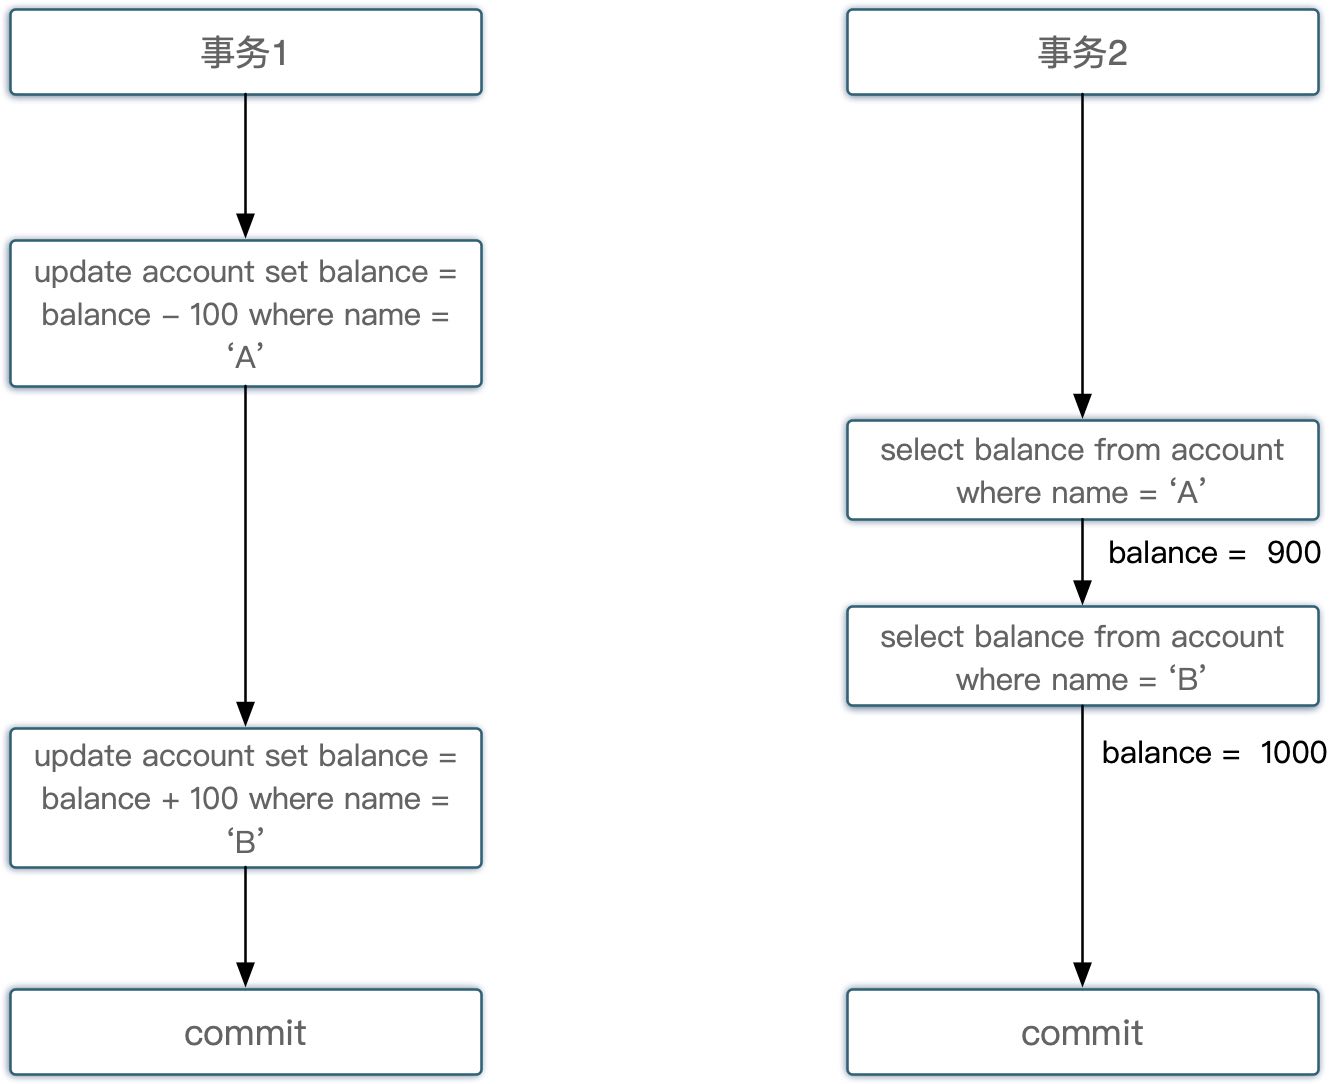 事务1
update account set balance =
balance – 100 where name =
‘A’
update account set balance =
balance + 100 where name =
‘B’
commit
事务2
select balance from account
where name = ‘A’
balance = 900
select balance from account
where name = ‘B’
balance = 1000
commit